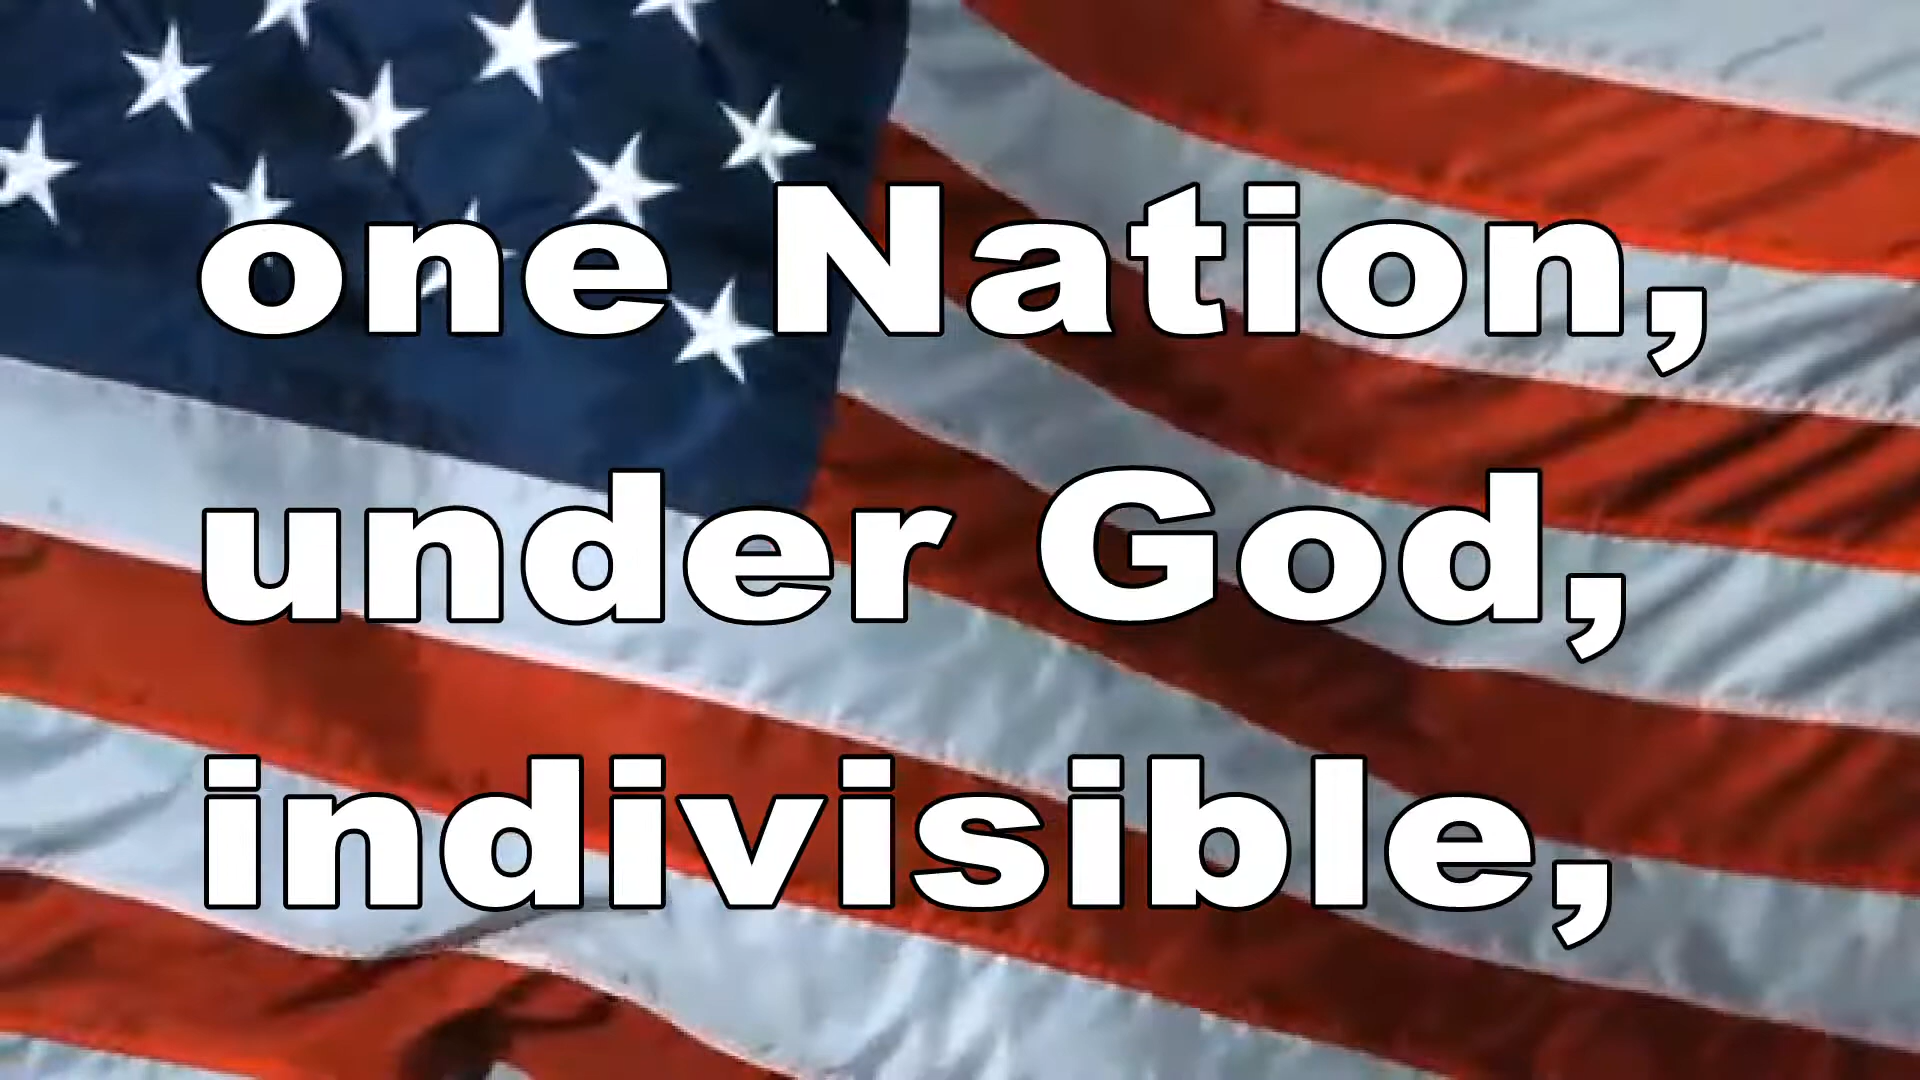 one Nation,
under God,
indivisible,